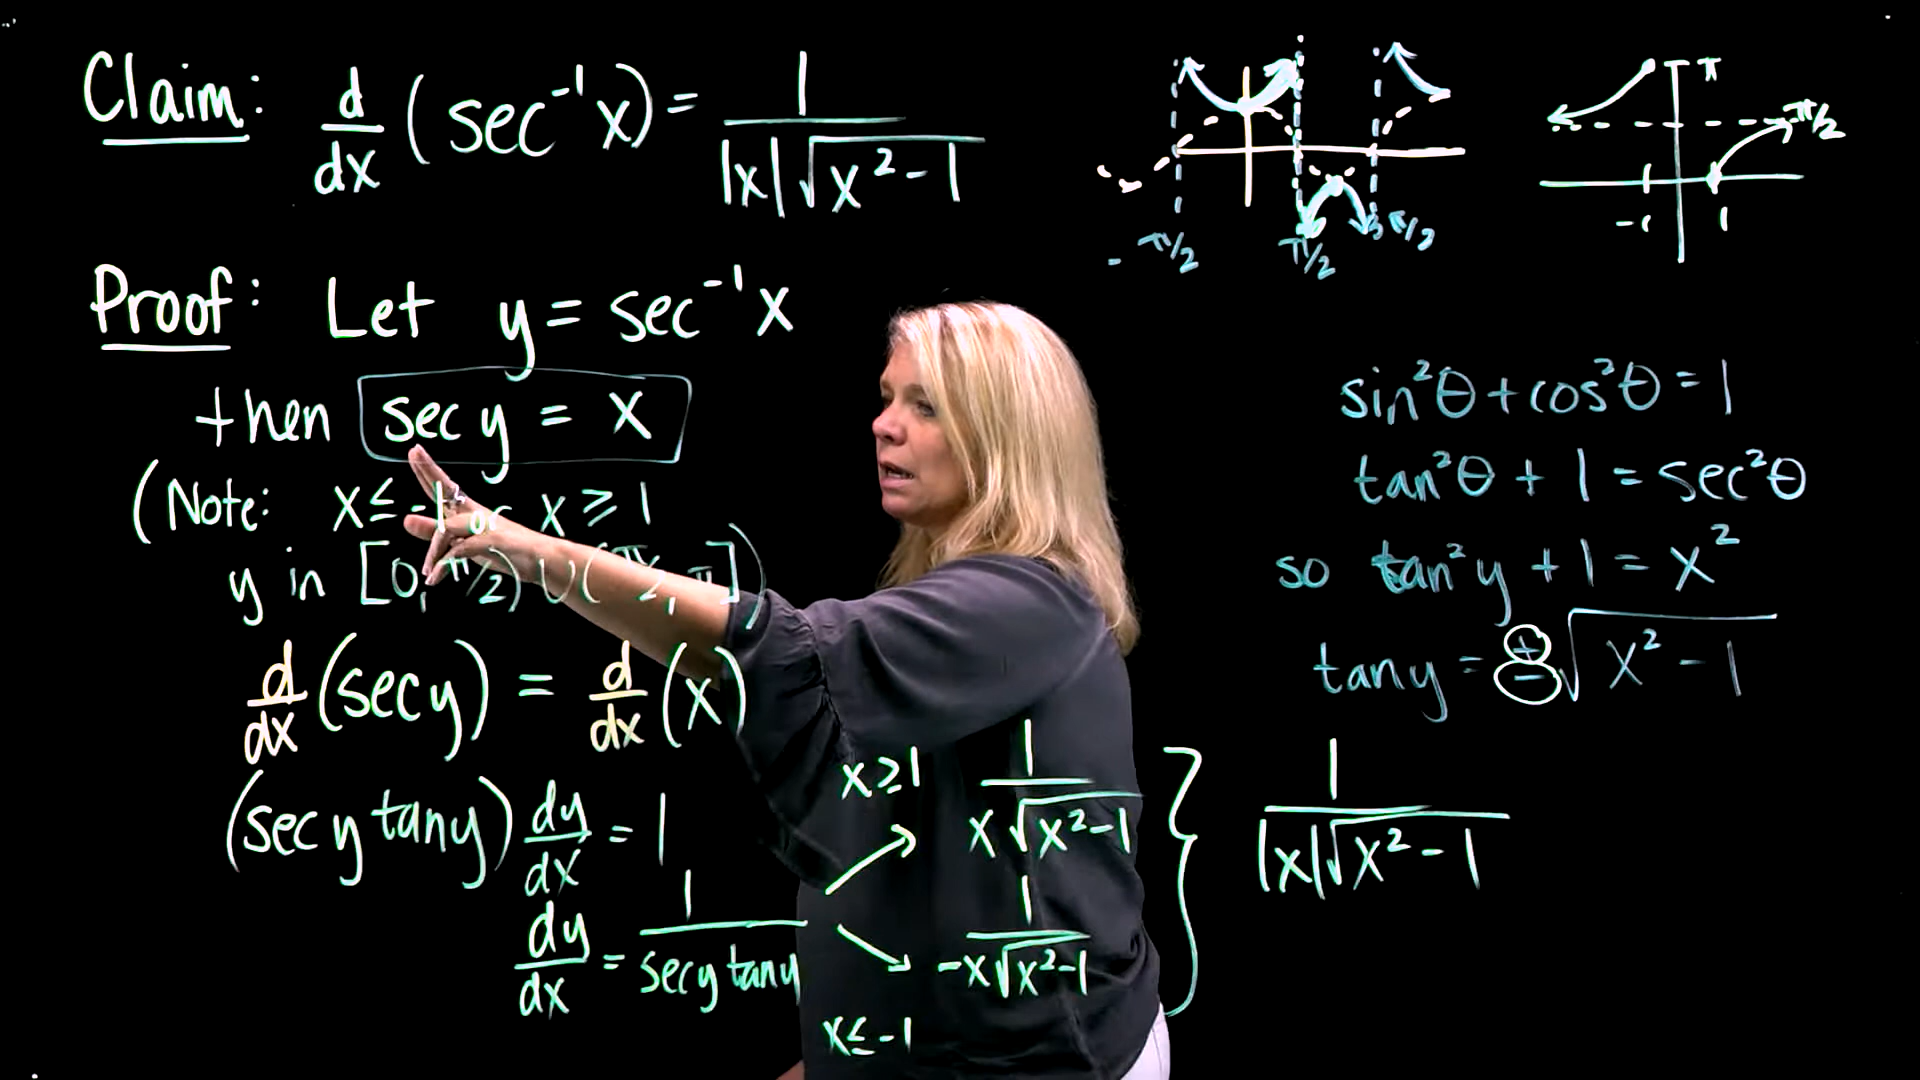 Claim: d/dx (sec⁻¹x) = 1/(|x|√(x²-1))
Proof: Let y = sec⁻¹x
then sec y = x
(Note: x ≤ -1 or x ≥ 1
y in [0, π/2) ∪ (π/2, π])
d/dx (sec y) = d/dx (x)
(sec y tan y) dy/dx = 1
dy/dx = 1/(sec y tan y)
x ≥ 1 1/(x√(x²-1))
1/(-x√(x²-1))
x ≤ -1
1/(|x|√(x²-1))
-π/2 π/2 3π/2
π
π/2
-1 1
sin²θ + cos²θ = 1
tan²θ + 1 = sec²θ
so tan²y + 1 = x²
tan y = ±√(x²-1)